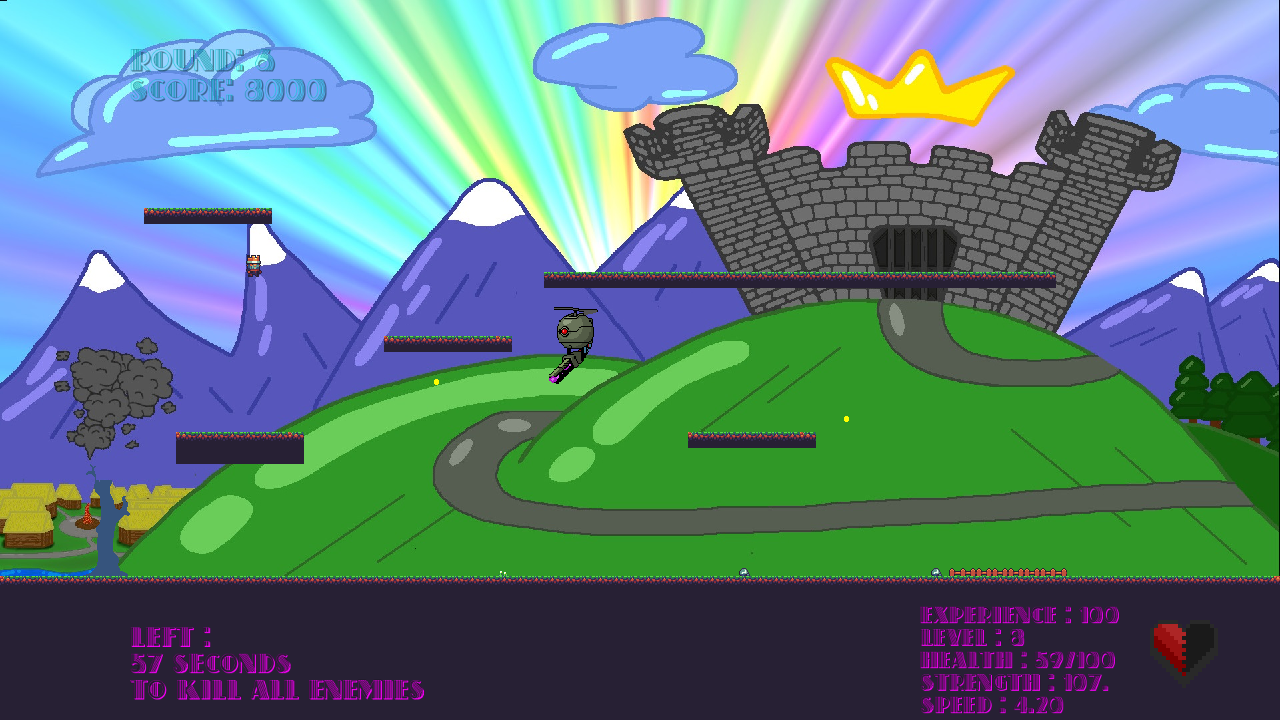 ROUND: 8
SCORE: 8000
LEFT :
57 SECONDS
TO KILL ALL ENEMIES
EXPERIENCE : 100
LEVEL : 8
HEALTH : 59/100
STRENGTH : 107.
SPEED : 4.20